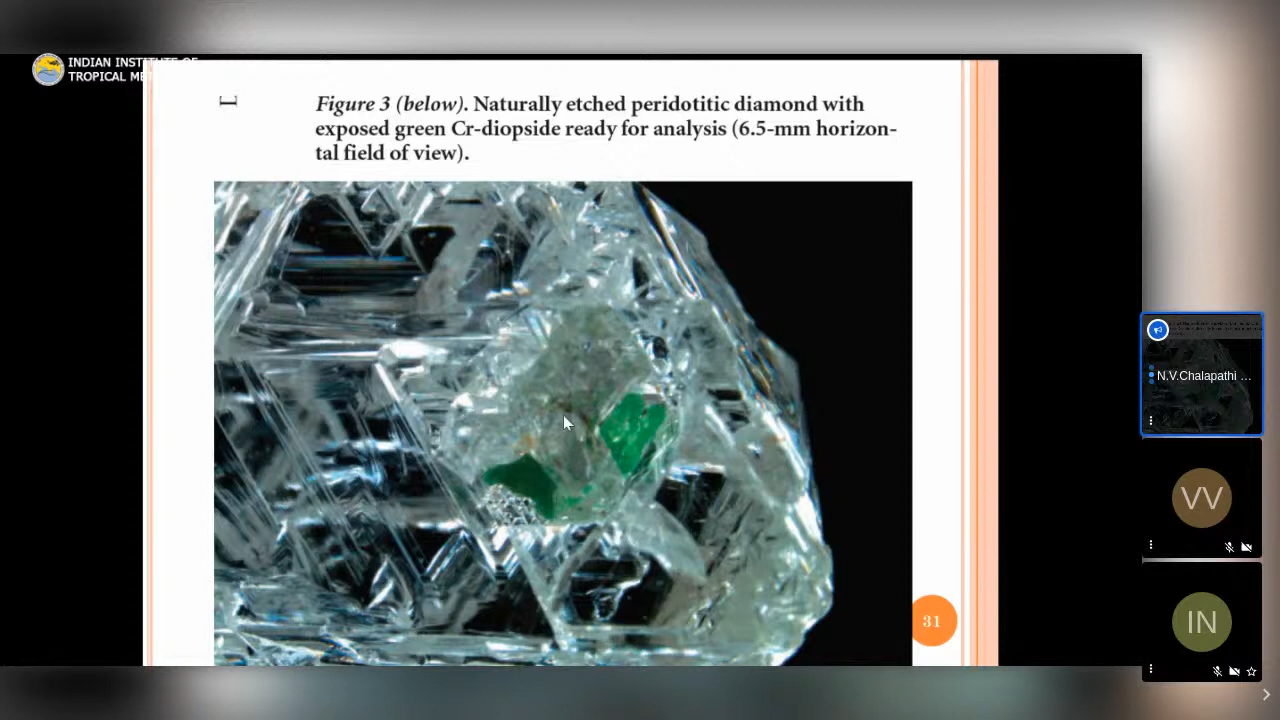 INDIAN INSTITUTE OF
TROPICAL ME
Figure 3 (below). Naturally etched peridotitic diamond with
exposed green Cr-diopside ready for analysis (6.5-mm horizon-
tal field of view).
31
N.V.Chalapathi ...
VV
IN